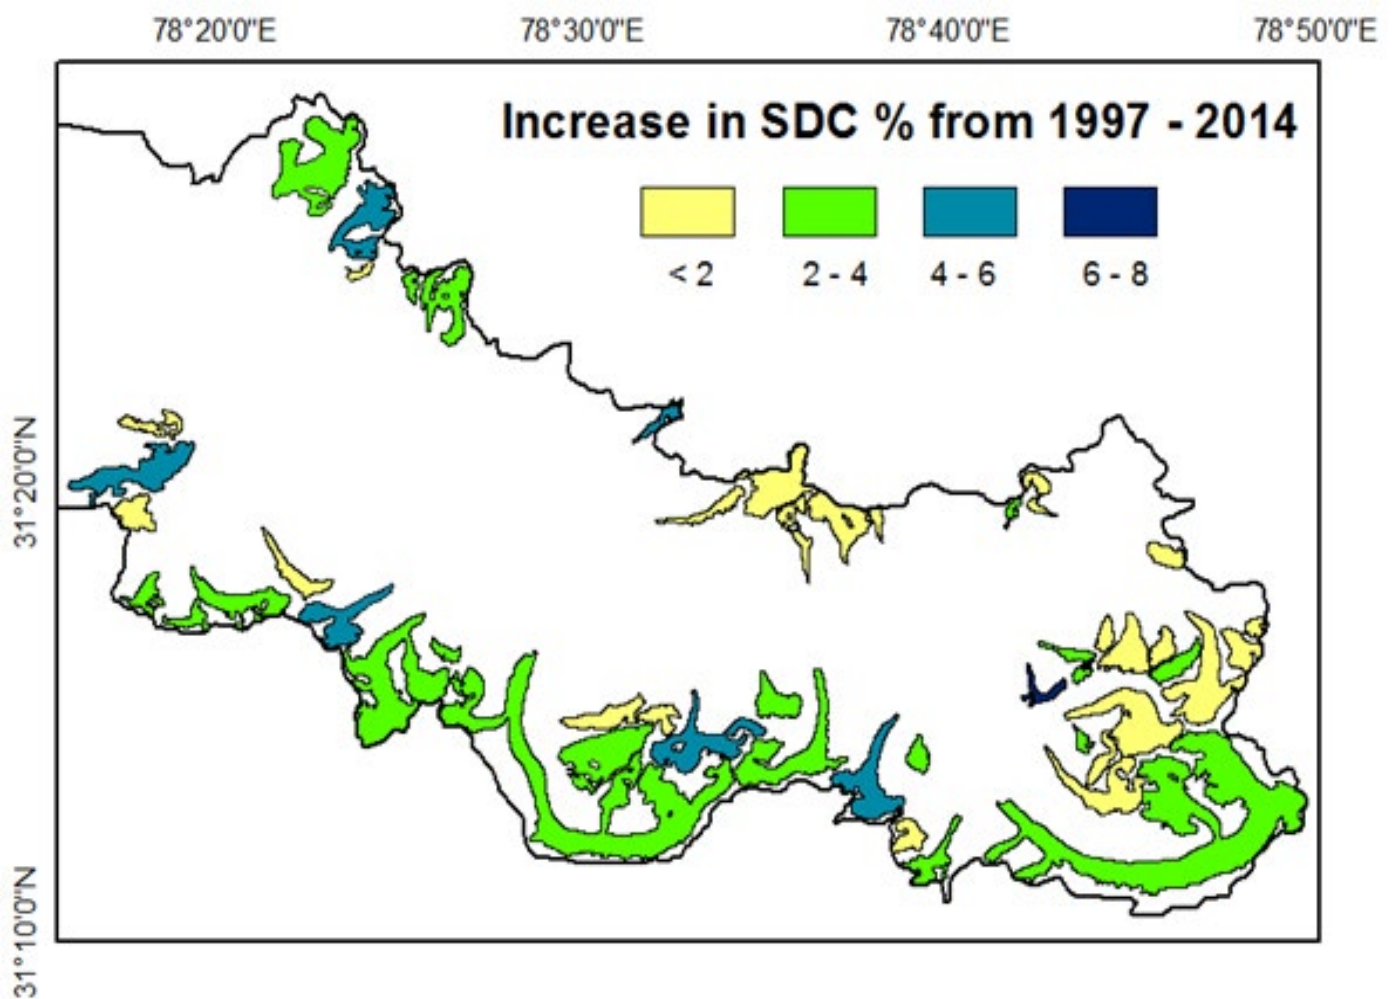 78°20'0"E 78°30'0"E 78°40'0"E 78°50'0"E
Increase in SDC % from 1997 - 2014
< 2 2 - 4 4 - 6 6 - 8
31°20'0"N
31°10'0"N